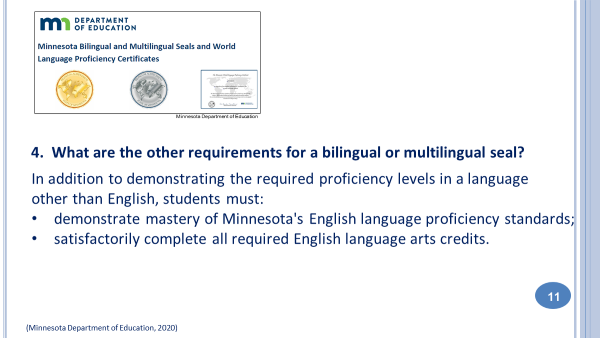 mn DEPARTMENT
OF EDUCATION
Minnesota Bilingual and Multilingual Seals and World
Language Proficiency Certificates
Minnesota Department of Education
4. What are the other requirements for a bilingual or multilingual seal?
In addition to demonstrating the required proficiency levels in a language
other than English, students must:
• demonstrate mastery of Minnesota's English language proficiency standards;
• satisfactorily complete all required English language arts credits.
11
(Minnesota Department of Education, 2020)